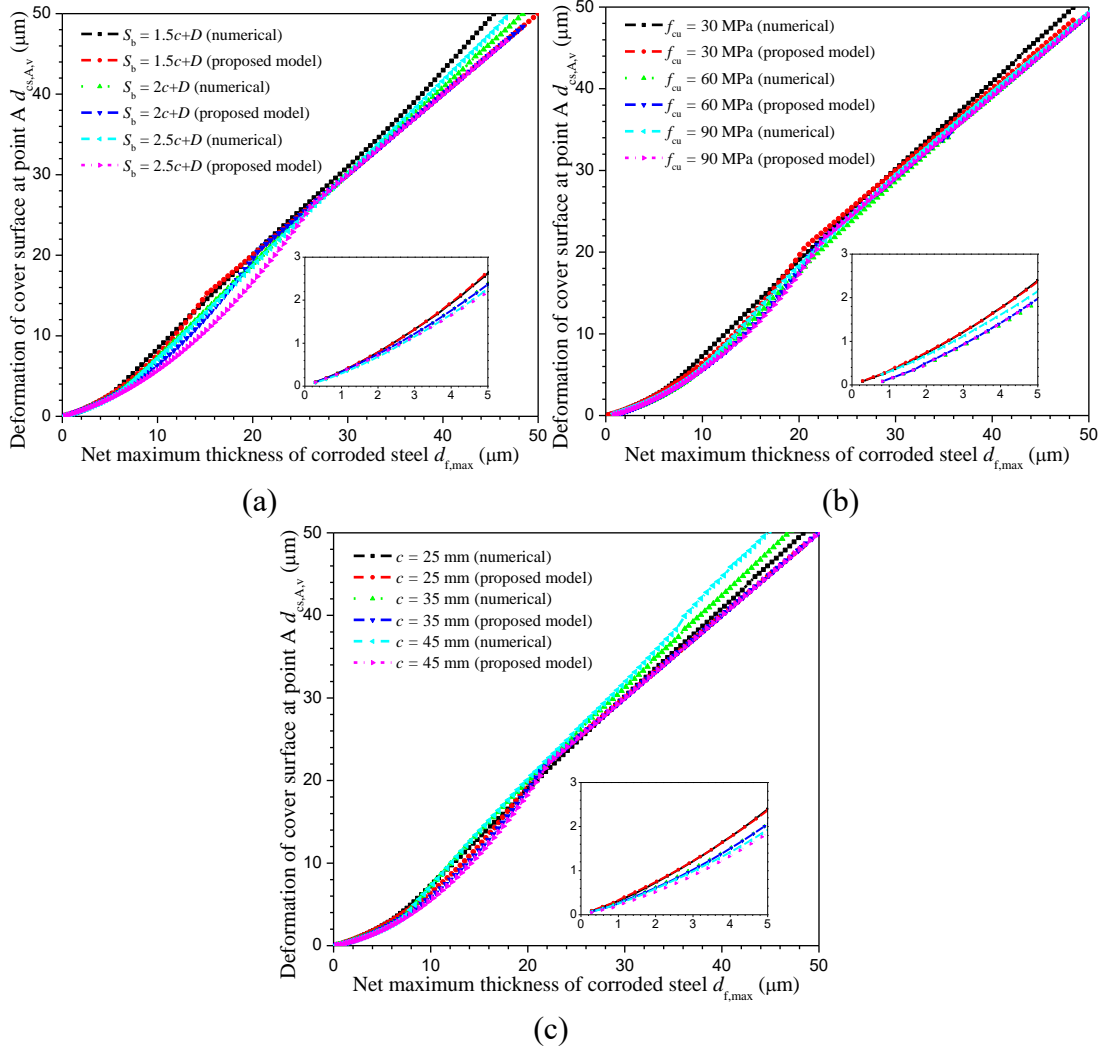 Deformation of cover surface at point A d_cs,A,v (μm)
50
40
30
20
10
0
S_b = 1.5c+D (numerical)
S_b = 1.5c+D (proposed model)
S_b = 2c+D (numerical)
S_b = 2c+D (proposed model)
S_b = 2.5c+D (numerical)
S_b = 2.5c+D (proposed model)
3
2
1
0
0 1 2 3 4 5
0 10 20 30 40 50
Net maximum thickness of corroded steel d_f,max (μm)
(a)
Deformation of cover surface at point A d_cs,A,v (μm)
50
40
30
20
10
0
f_cu = 30 MPa (numerical)
f_cu = 30 MPa (proposed model)
f_cu = 60 MPa (numerical)
f_cu = 60 MPa (proposed model)
f_cu = 90 MPa (numerical)
f_cu = 90 MPa (proposed model)
3
2
1
0
0 1 2 3 4 5
0 10 20 30 40 50
Net maximum thickness of corroded steel d_f,max (μm)
(b)
Deformation of cover surface at point A d_cs,A,v (μm)
50
40
30
20
10
0
c = 25 mm (numerical)
c = 25 mm (proposed model)
c = 35 mm (numerical)
c = 35 mm (proposed model)
c = 45 mm (numerical)
c = 45 mm (proposed model)
3
2
1
0
0 1 2 3 4 5
0 10 20 30 40 50
Net maximum thickness of corroded steel d_f,max (μm)
(c)